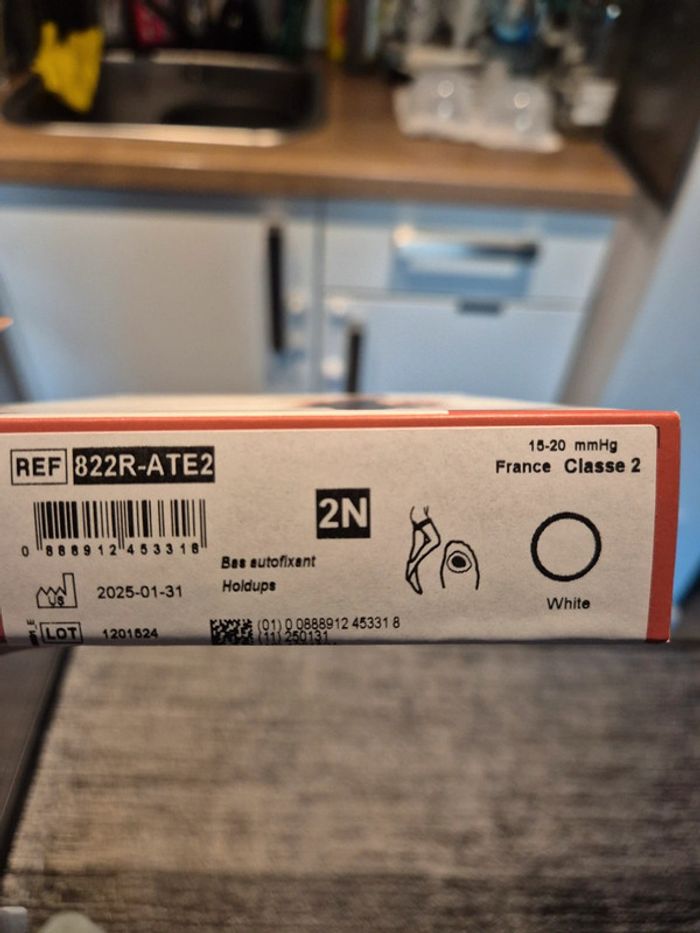 REF 822R-ATE2
15-20 mmHg
France Classe 2
2N
0 888912 453318
Bas autofixant
Holdups
US
2025-01-31
White
LOT 1201524
(01) 0 0888912 45331 8
(11) 250131